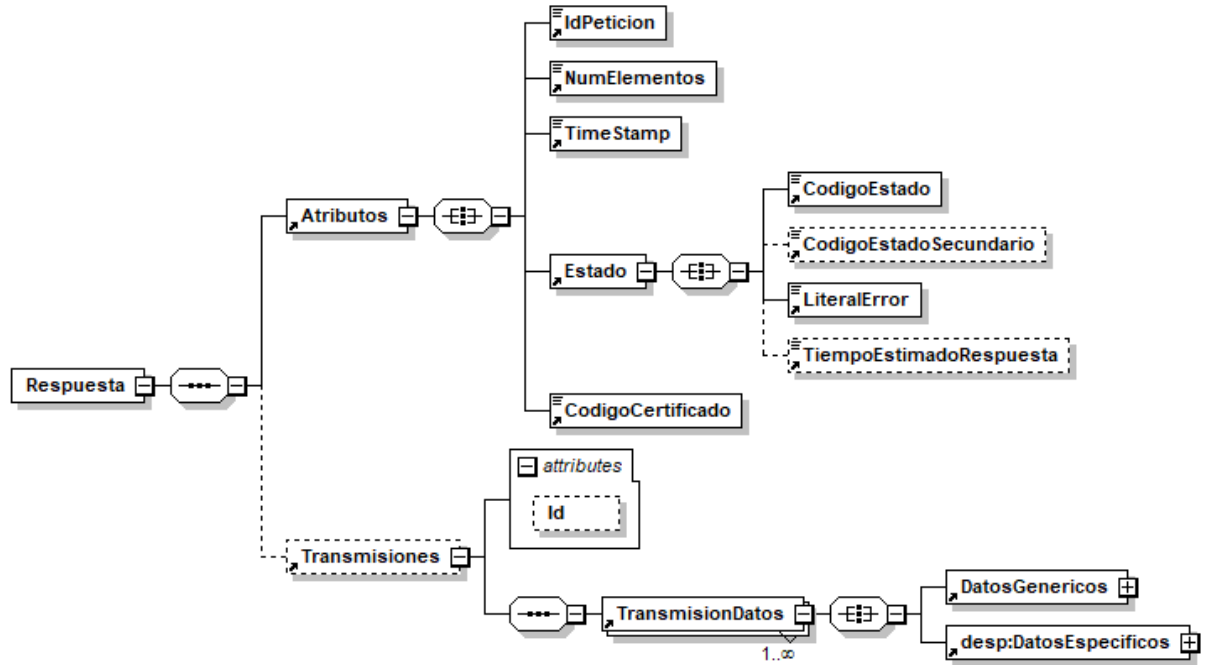 IdPeticion
NumElementos
TimeStamp
CodigoEstado
Atributos
CodigoEstadoSecundario
Estado
LiteralError
TiempoEstimadoRespuesta
Respuesta
CodigoCertificado
attributes
Id
Transmisiones
DatosGenericos
TransmisionDatos
desp:DatosEspecificos
1..∞